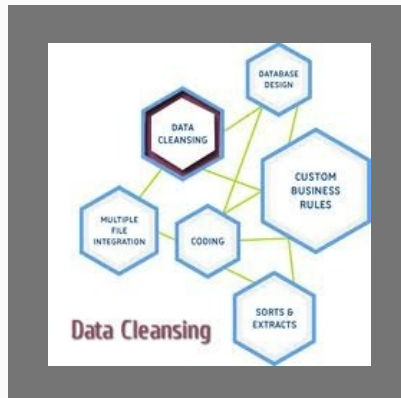 DATABASE
DESIGN
DATA
CLEANSING
CUSTOM
BUSINESS
RULES
MULTIPLE
FILE
INTEGRATION
CODING
SORTS &
EXTRACTS
Data Cleansing